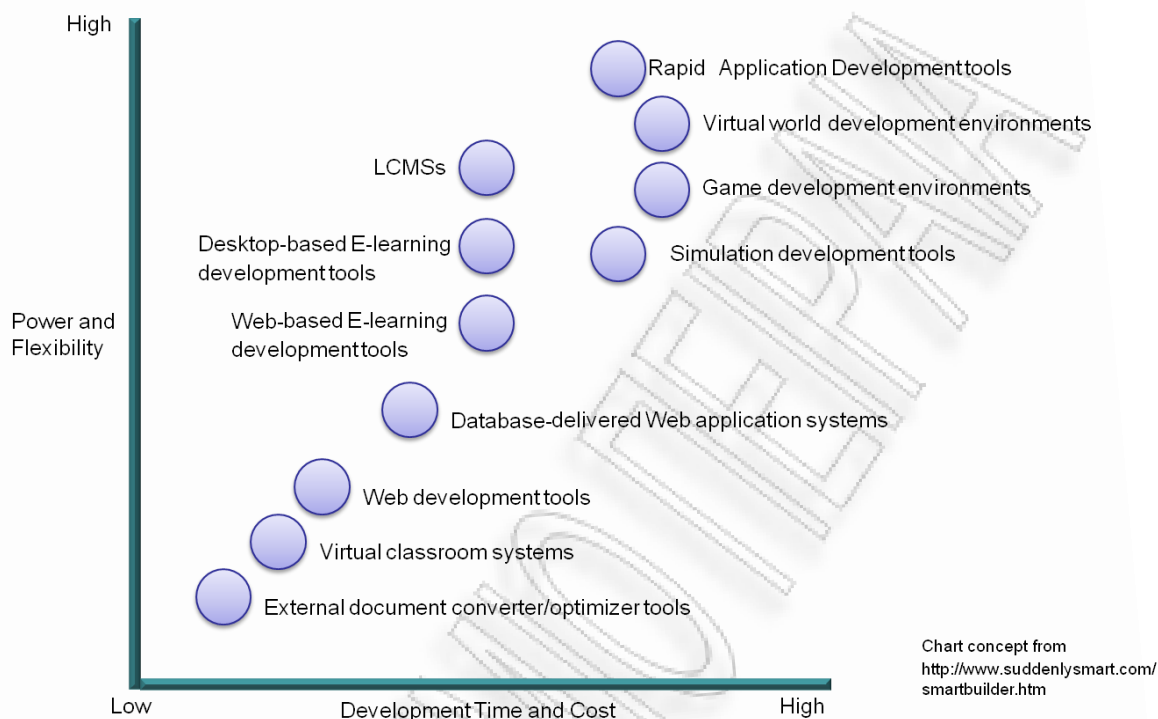 High
Rapid Application Development tools
Virtual world development environments
LCMSs
Game development environments
Desktop-based E-learning
development tools
Simulation development tools
Power and
Flexibility
Web-based E-learning
development tools
Database-delivered Web application systems
Web development tools
Virtual classroom systems
External document converter/optimizer tools
Chart concept from
http://www.suddenlysmart.com/
smartbuilder.htm
Low
Development Time and Cost
High